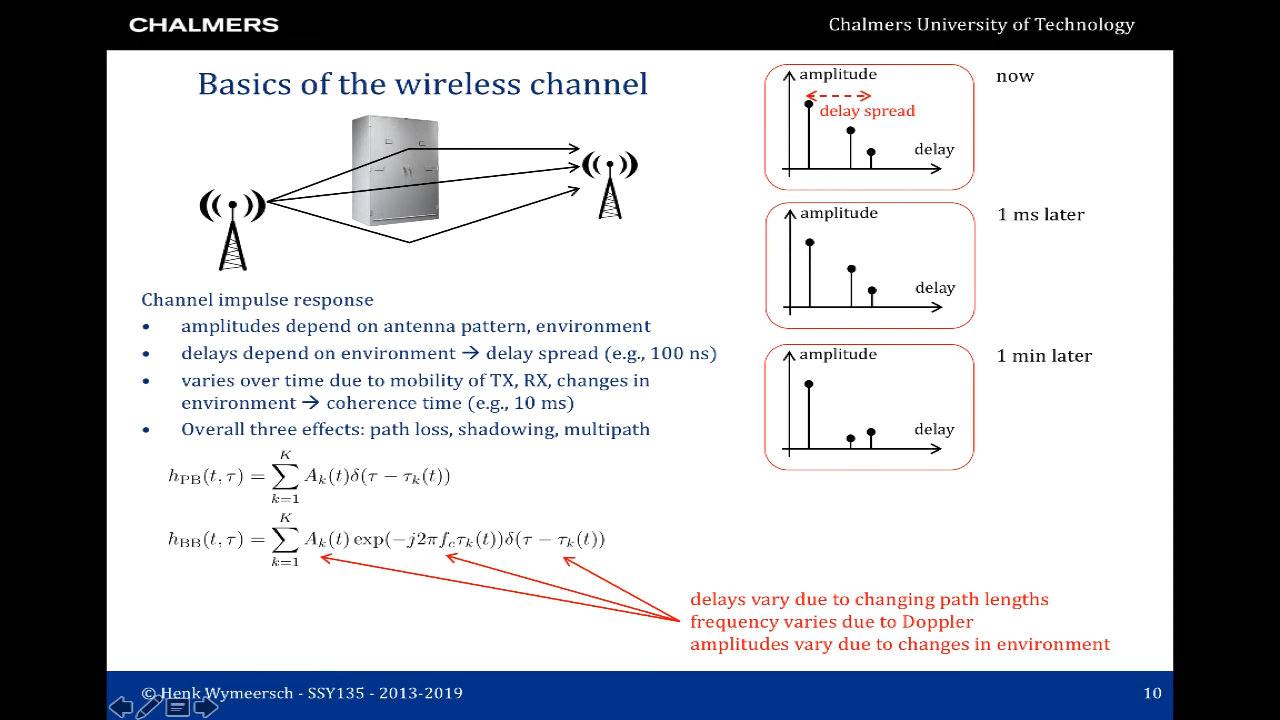 CHALMERS
Chalmers University of Technology
Basics of the wireless channel
Channel impulse response
• amplitudes depend on antenna pattern, environment
• delays depend on environment → delay spread (e.g., 100 ns)
• varies over time due to mobility of TX, RX, changes in
environment → coherence time (e.g., 10 ms)
• Overall three effects: path loss, shadowing, multipath
h_PB(t, τ) = ∑_{k=1}^{K} A_k(t)δ(τ − τ_k(t))
h_BB(t, τ) = ∑_{k=1}^{K} A_k(t) exp(−j2πf_cτ_k(t))δ(τ − τ_k(t))
amplitude
delay spread
delay
now
amplitude
delay
1 ms later
amplitude
delay
1 min later
delays vary due to changing path lengths
frequency varies due to Doppler
amplitudes vary due to changes in environment
© Henk Wymeersch - SSY135 - 2013-2019
10